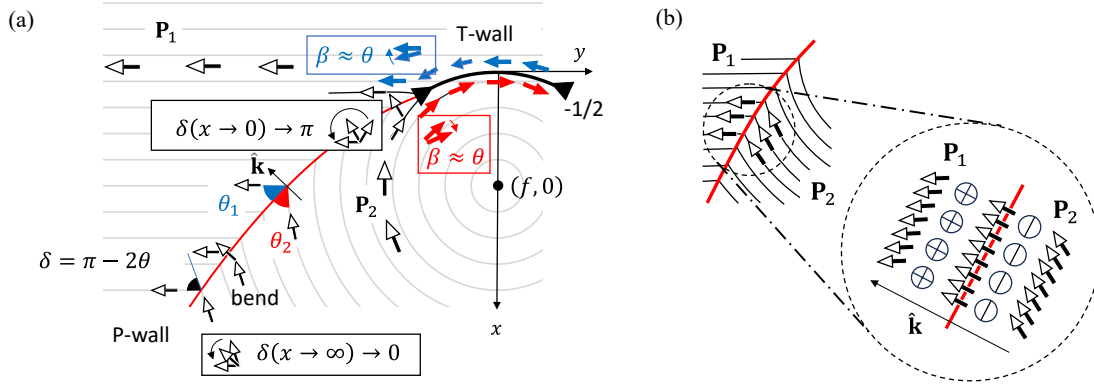 (a)
P₁
β ≈ θ
T-wall
y
-1/2
δ(x → 0) → π
β ≈ θ
k̂
(f, 0)
θ₁
P₂
θ₂
δ = π − 2θ
bend
P-wall
x
δ(x → ∞) → 0
(b)
P₁
P₂
P₁
P₂
k̂